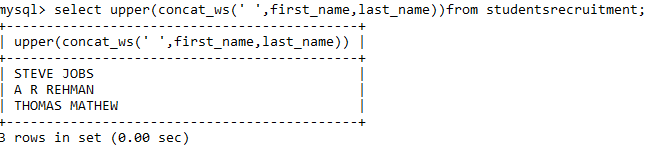 mysql> select upper(concat_ws(' ',first_name,last_name))from studentsrecruitment;
+--------------------------------------------+
| upper(concat_ws(' ',first_name,last_name)) |
+--------------------------------------------+
| STEVE JOBS                                 |
| A R REHMAN                                 |
| THOMAS MATHEW                              |
+--------------------------------------------+
3 rows in set (0.00 sec)